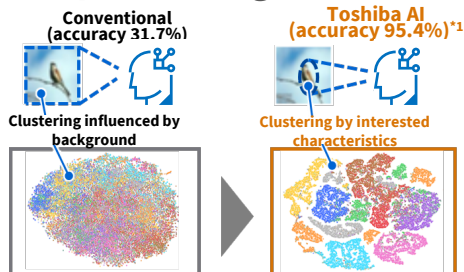 Conventional
(accuracy 31.7%)
Toshiba AI
(accuracy 95.4%)*1
Clustering influenced by
background
Clustering by interested
characteristics